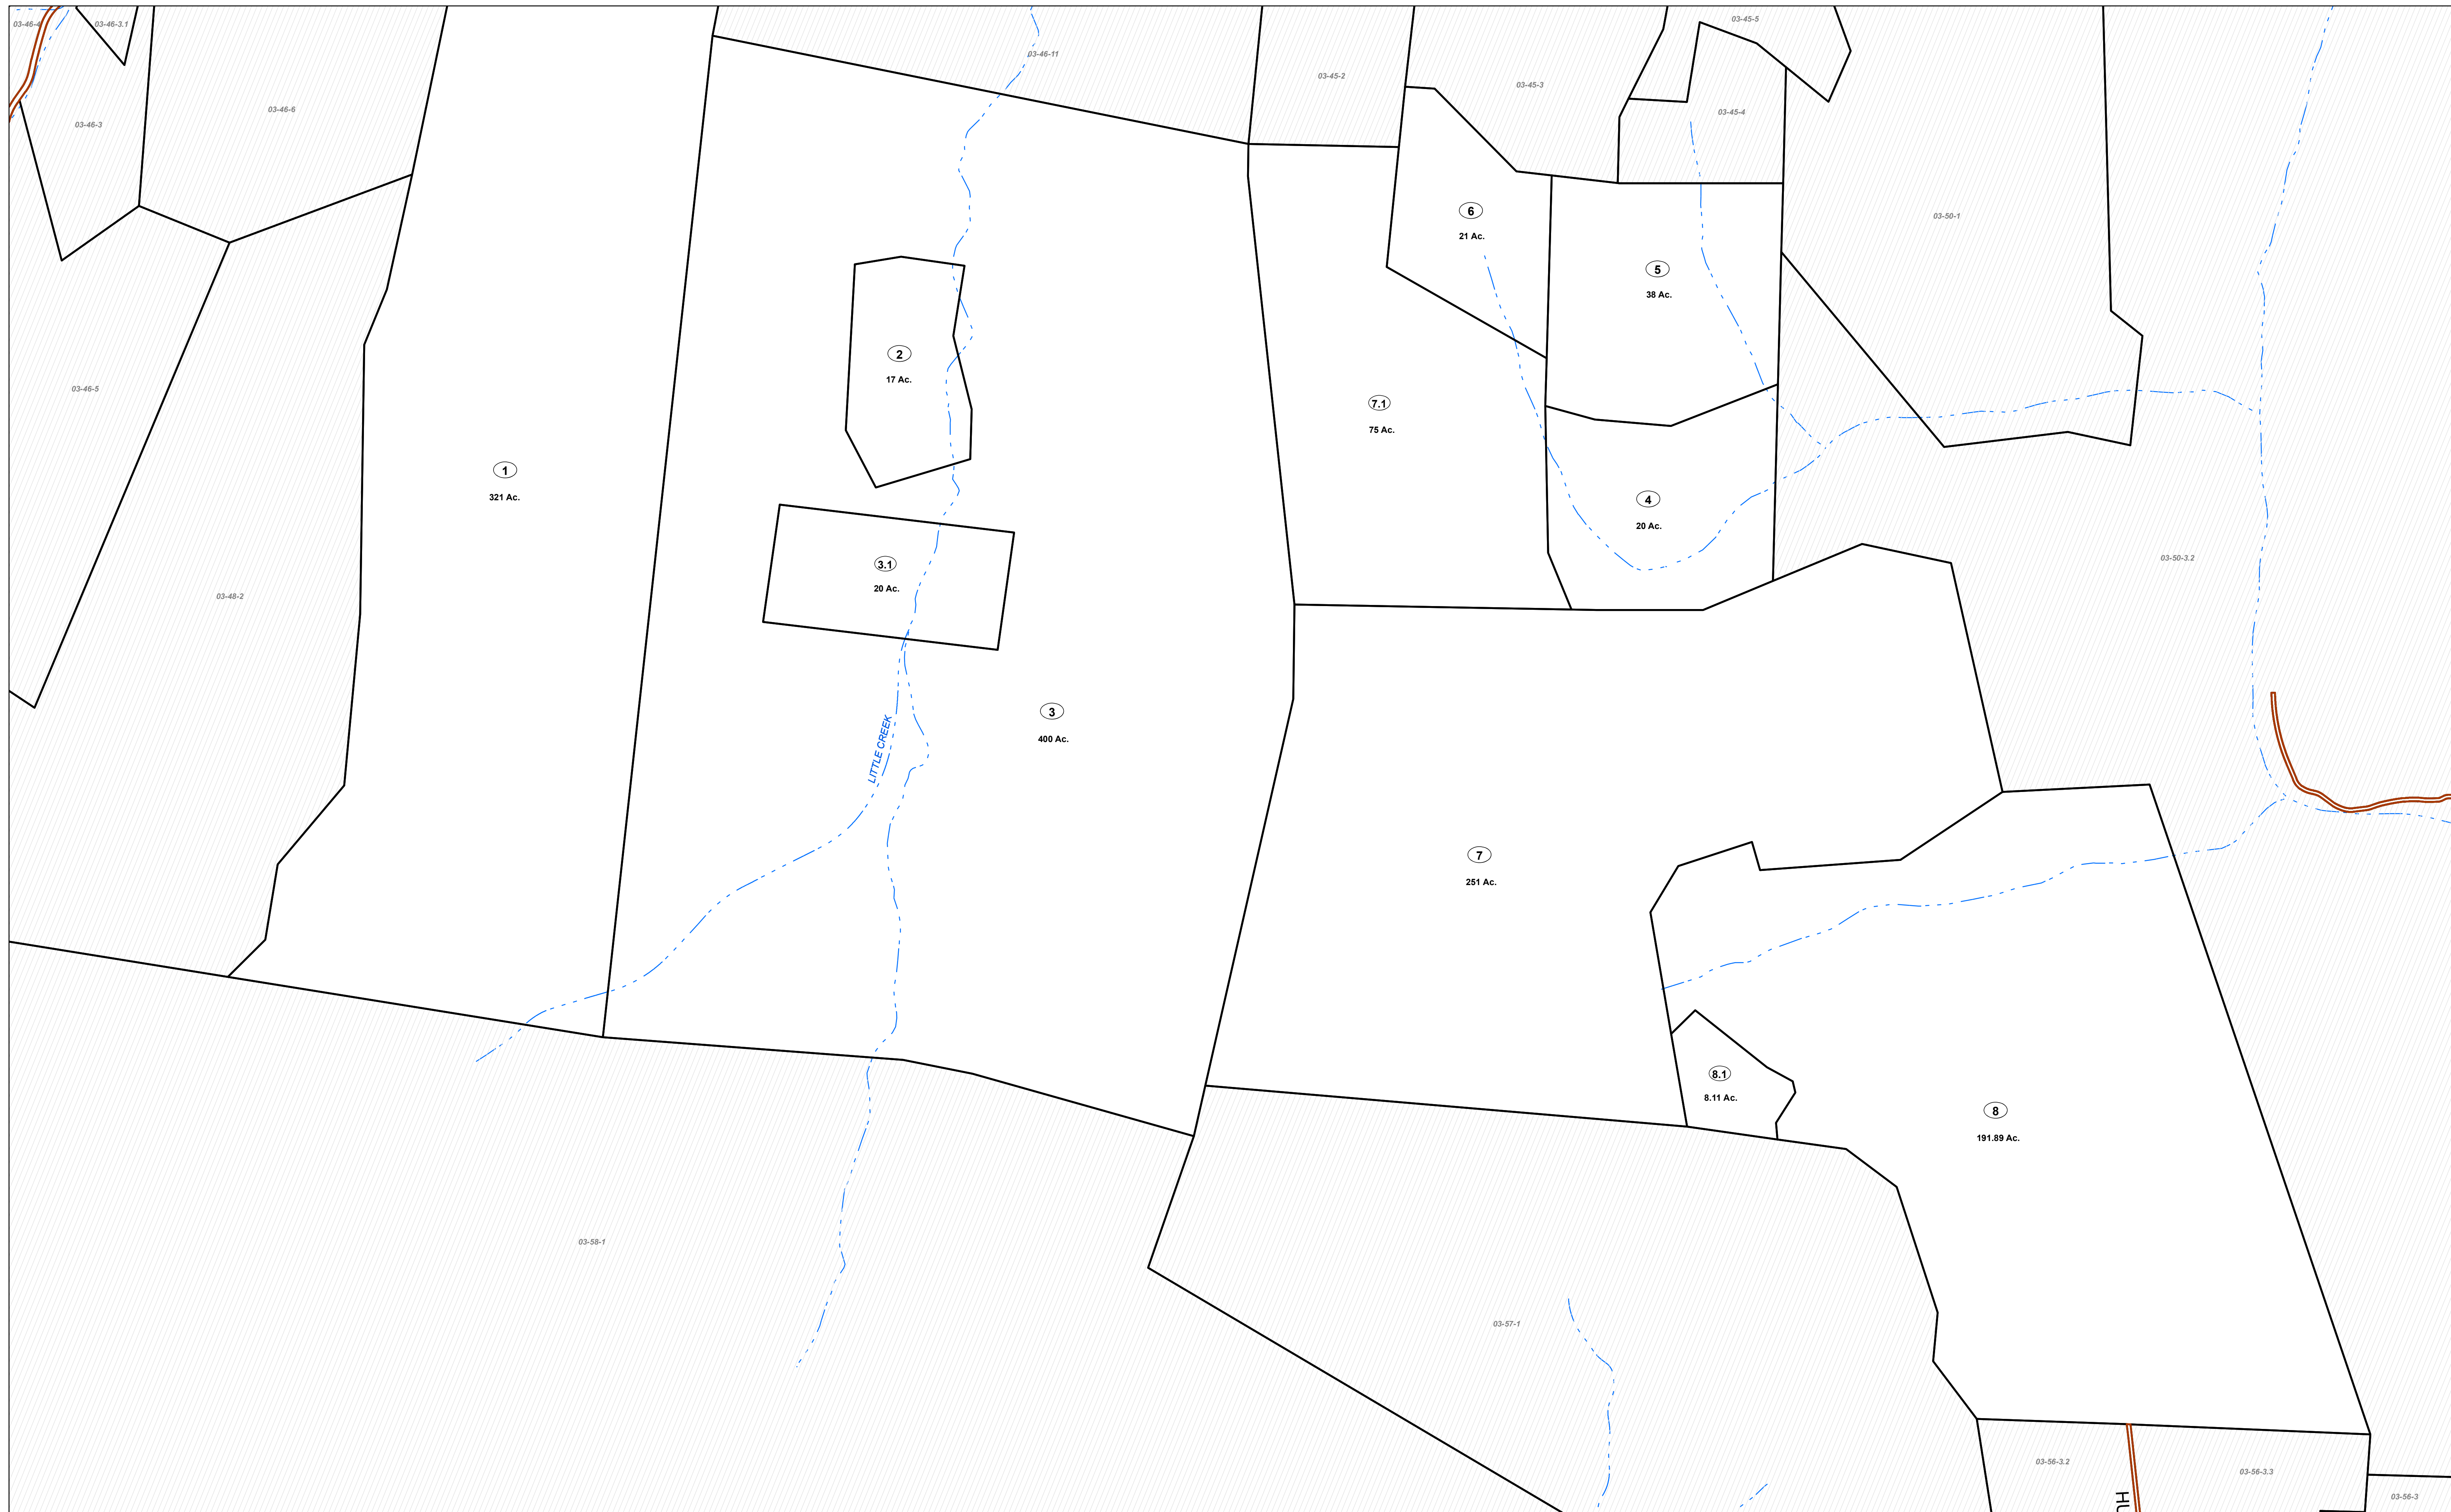 03-46-4
03-46-3.1
03-46-11
03-45-2
03-45-3
03-45-5
03-45-4
03-46-3
03-46-6
03-50-1
6
21 Ac.
5
38 Ac.
2
17 Ac.
03-46-5
7.1
75 Ac.
1
321 Ac.
4
20 Ac.
3.1
20 Ac.
03-48-2
03-50-3.2
3
400 Ac.
LITTLE CREEK
7
251 Ac.
8.1
8.11 Ac.
8
191.89 Ac.
03-58-1
03-57-1
03-56-3.2
03-56-3.3
03-56-3
HU